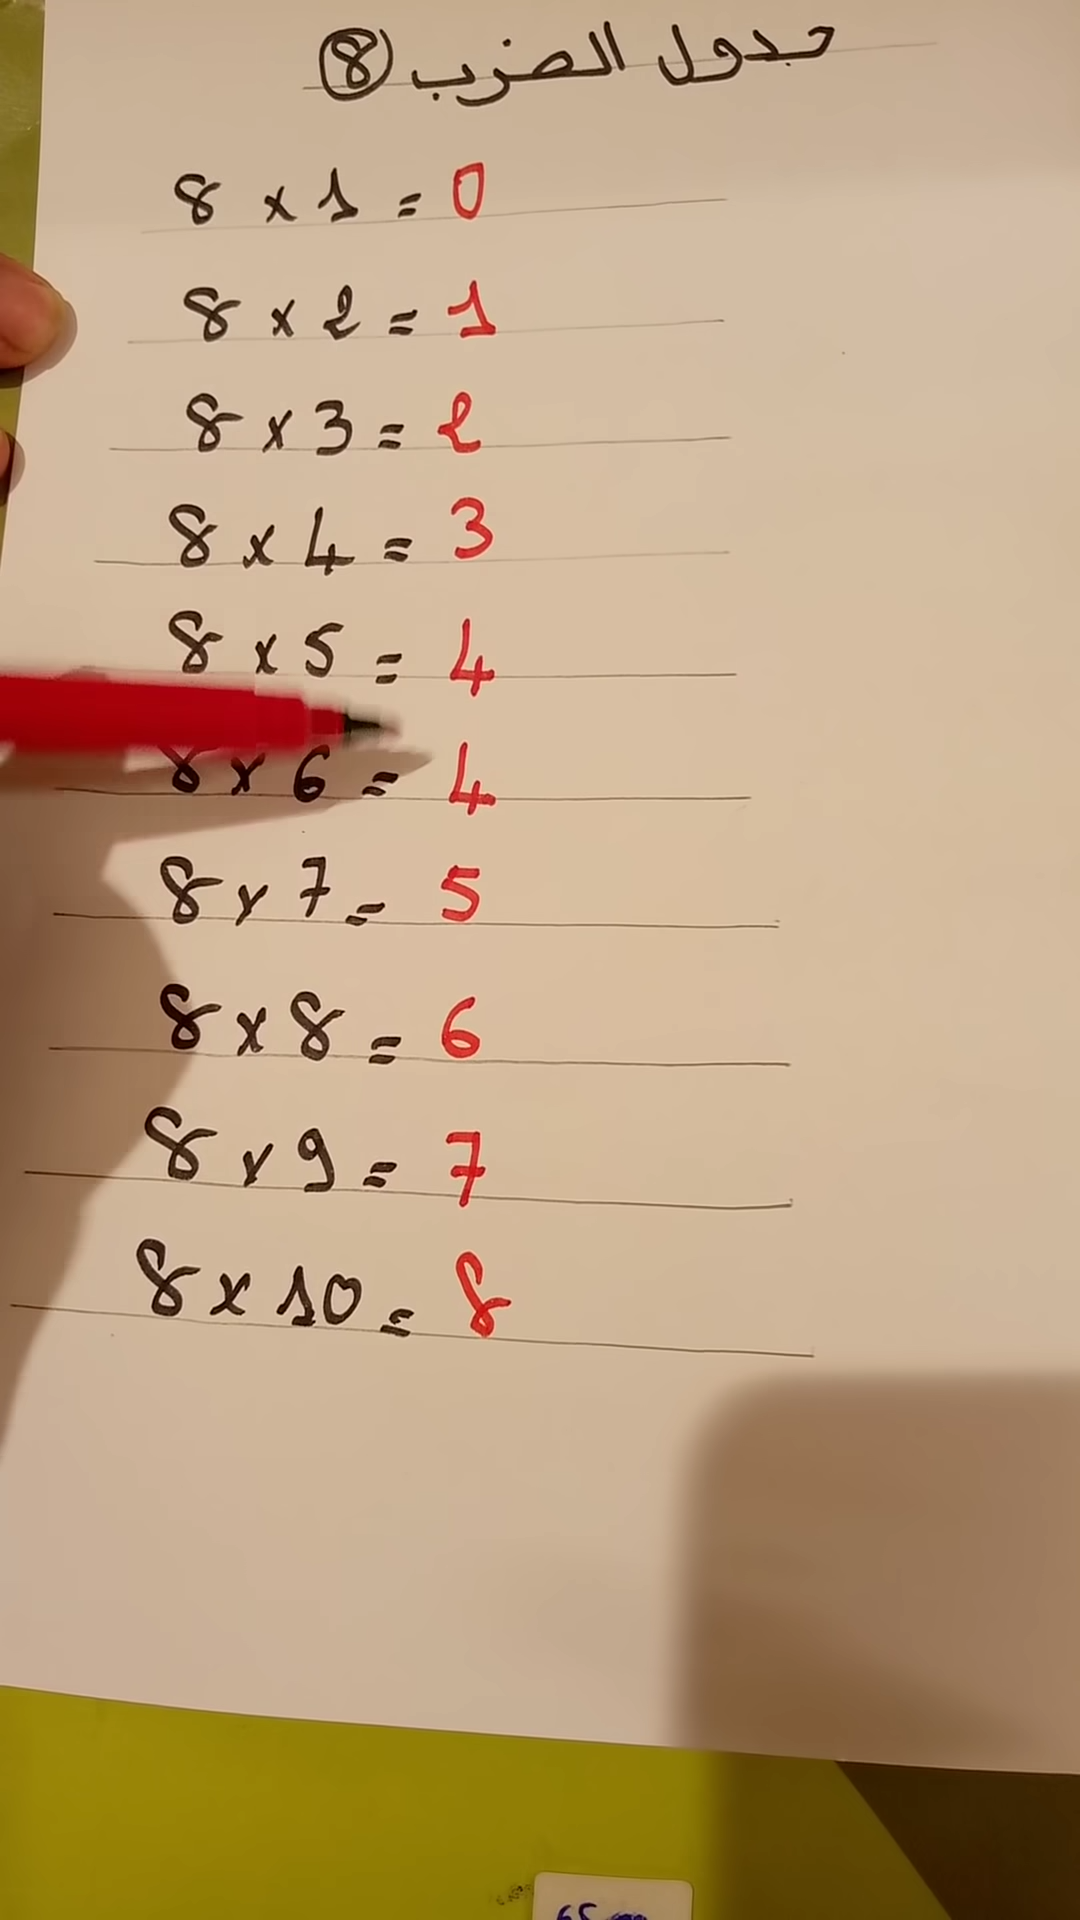 جدول الضرب 8
8 x 1 = 0
8 x 2 = 1
8 x 3 = 2
8 x 4 = 3
8 x 5 = 4
8 x 6 = 4
8 x 7 = 5
8 x 8 = 6
8 x 9 = 7
8 x 10 = 8